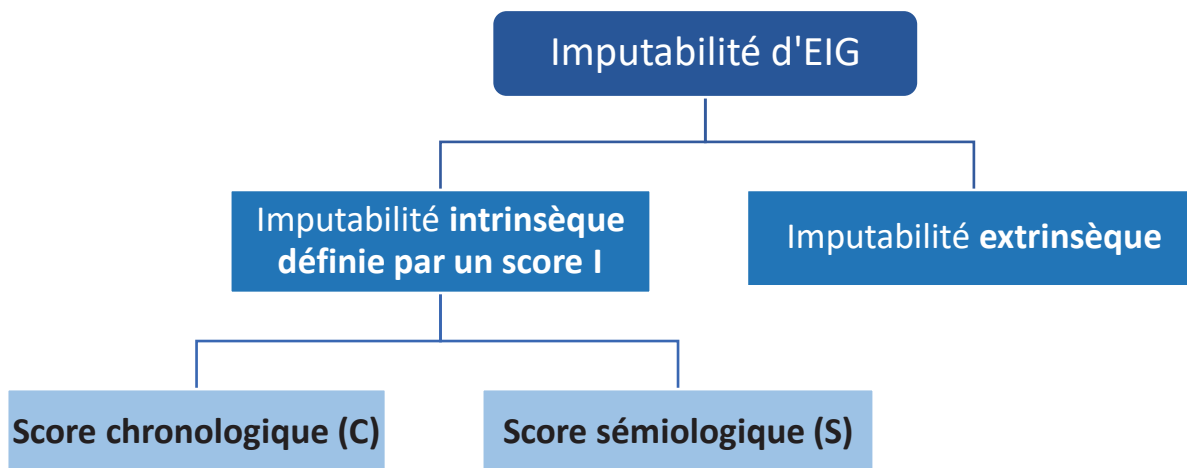 Imputabilité d'EIG
Imputabilité intrinsèque
définie par un score I
Imputabilité extrinsèque
Score chronologique (C)
Score sémiologique (S)